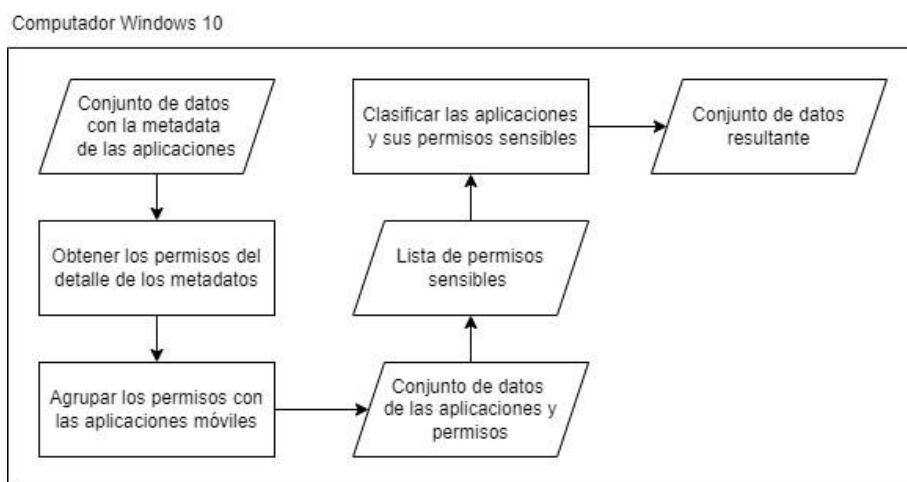 Computador Windows 10
Conjunto de datos
con la metadata
de las aplicaciones
Obtener los permisos del
detalle de los metadatos
Agrupar los permisos con
las aplicaciones móviles
Conjunto de datos
de las aplicaciones y
permisos
Lista de permisos
sensibles
Clasificar las aplicaciones
y sus permisos sensibles
Conjunto de datos
resultante